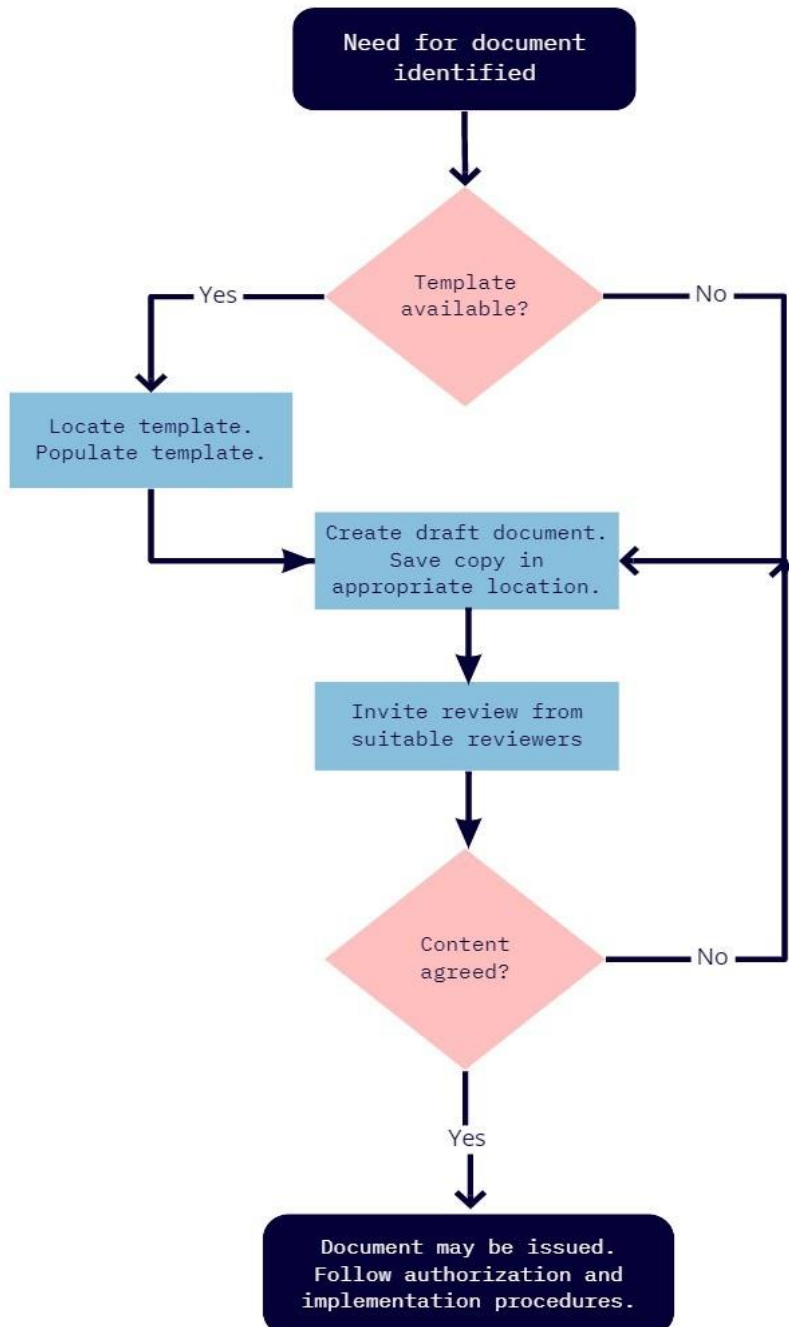 Need for document
identified
Template
available?
Yes
No
Locate template.
Populate template.
Create draft document.
Save copy in
appropriate location.
Invite review from
suitable reviewers
Content
agreed?
No
Yes
Document may be issued.
Follow authorization and
implementation procedures.